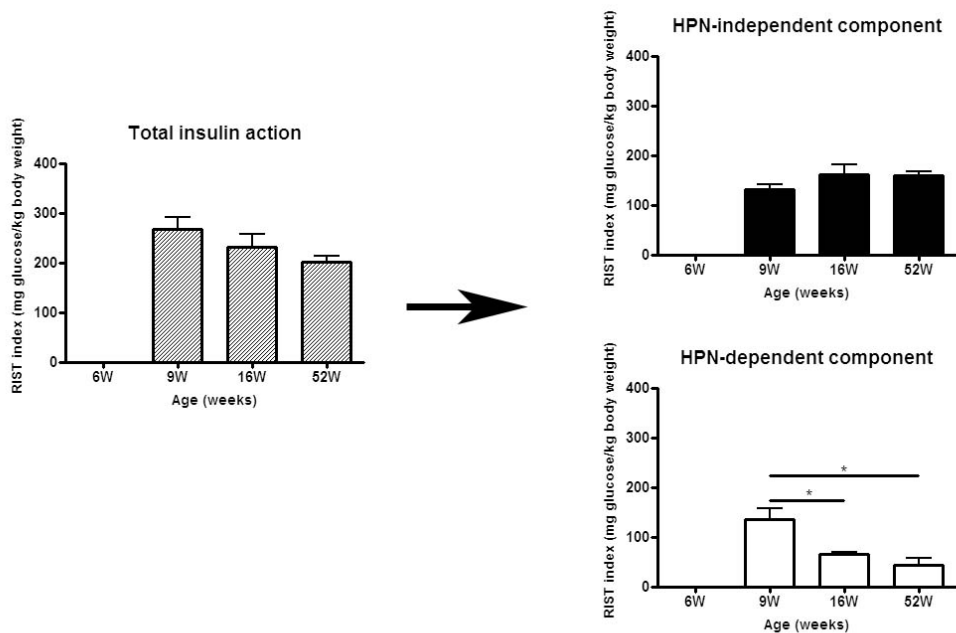 Total insulin action
RIST index (mg glucose/kg body weight)
400
300
200
100
0
6W 9W 16W 52W
Age (weeks)
HPN-independent component
RIST index (mg glucose/kg body weight)
400
300
200
100
0
6W 9W 16W 52W
Age (weeks)
HPN-dependent component
RIST index (mg glucose/kg body weight)
400
300
200
100
0
*
*
6W 9W 16W 52W
Age (weeks)